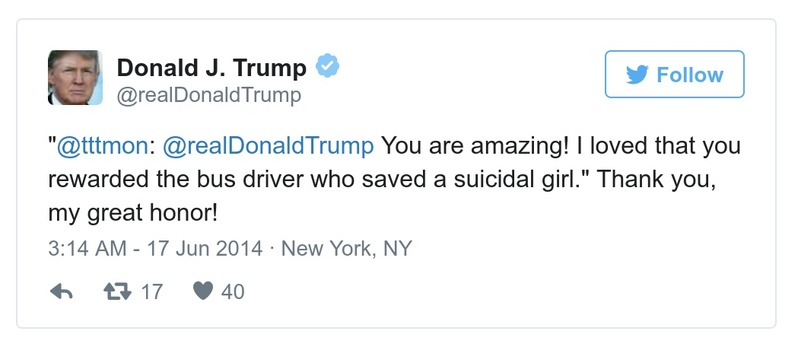 Donald J. Trump
@realDonaldTrump
Follow
"@tttmon: @realDonaldTrump You are amazing! I loved that you
rewarded the bus driver who saved a suicidal girl." Thank you,
my great honor!
3:14 AM - 17 Jun 2014 · New York, NY
17 40